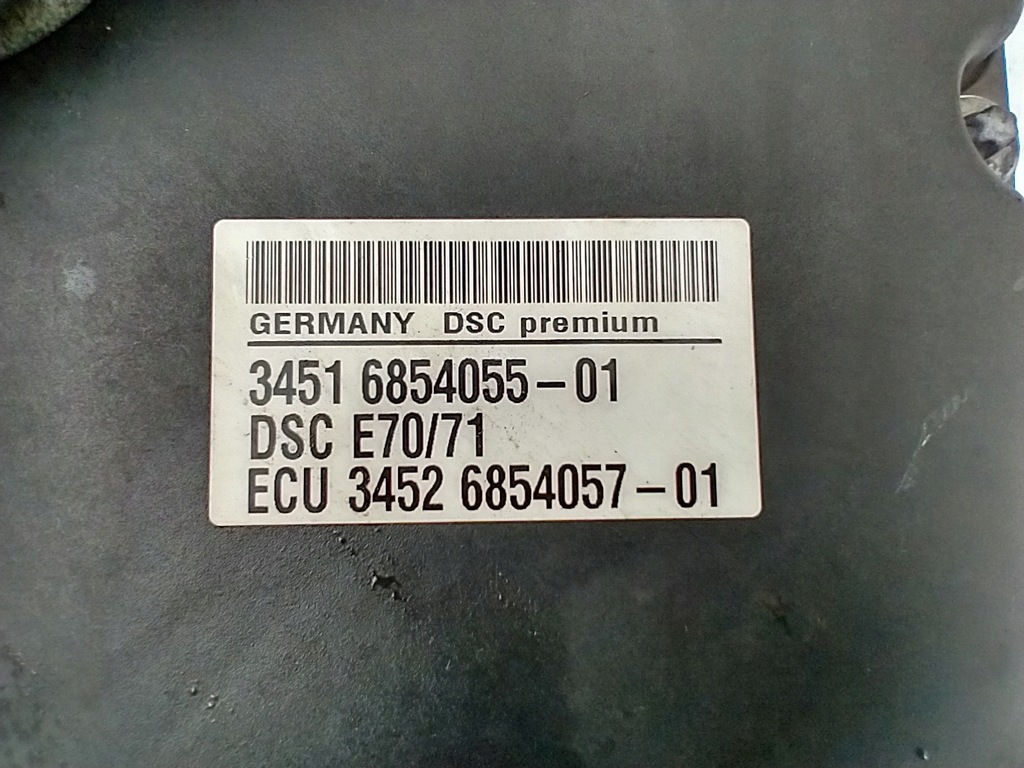 GERMANY DSC premium
3451 6854055-01
DSC E70/71
ECU 3452 6854057-01